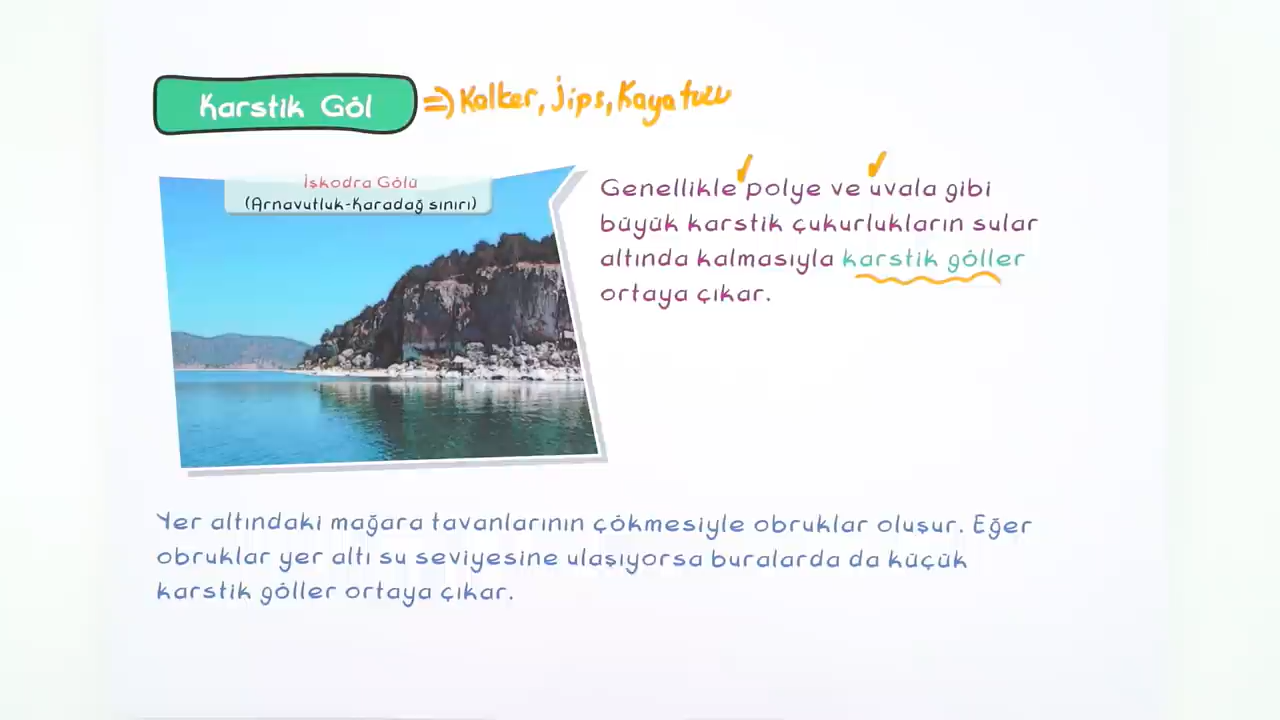 Karstik Göl => Kalker, Jips, Kaya tuzu
İşkodra Gölü
(Arnavutluk-Karadağ sınırı)
Genellikle polye ve uvala gibi
büyük karstik çukurlukların sular
altında kalmasıyla karstik göller
ortaya çıkar.
Yer altındaki mağara tavanlarının çökmesiyle obruklar oluşur. Eğer
obruklar yer altı su seviyesine ulaşıyorsa buralarda da küçük
karstik göller ortaya çıkar.